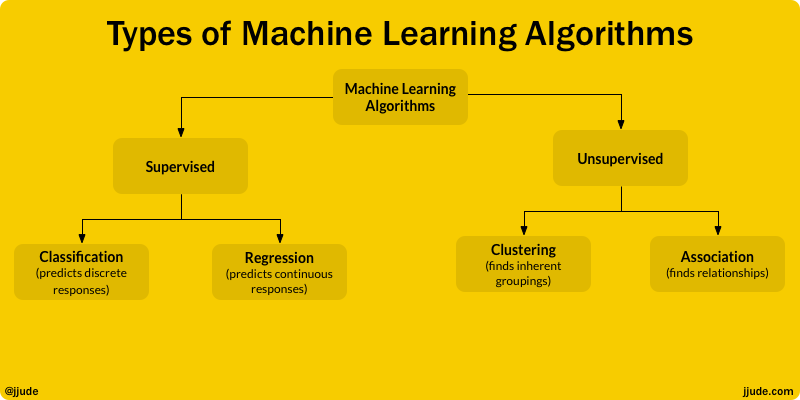 Types of Machine Learning Algorithms
Machine Learning
Algorithms
Supervised
Unsupervised
Classification
(predicts discrete
responses)
Regression
(predicts continuous
responses)
Clustering
(finds inherent
groupings)
Association
(finds relationships)
@jjude
jjude.com